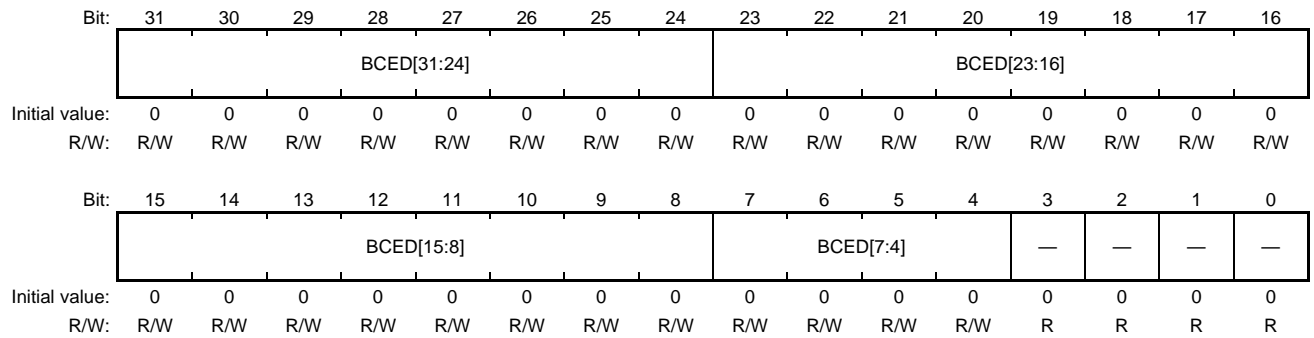 Bit: 31 30 29 28 27 26 25 24 23 22 21 20 19 18 17 16
BCED[31:24] BCED[23:16]
Initial value: 0 0 0 0 0 0 0 0 0 0 0 0 0 0 0 0
R/W: R/W R/W R/W R/W R/W R/W R/W R/W R/W R/W R/W R/W R/W R/W R/W R/W
Bit: 15 14 13 12 11 10 9 8 7 6 5 4 3 2 1 0
BCED[15:8] BCED[7:4] — — — —
Initial value: 0 0 0 0 0 0 0 0 0 0 0 0 0 0 0 0
R/W: R/W R/W R/W R/W R/W R/W R/W R/W R/W R/W R/W R/W R R R R